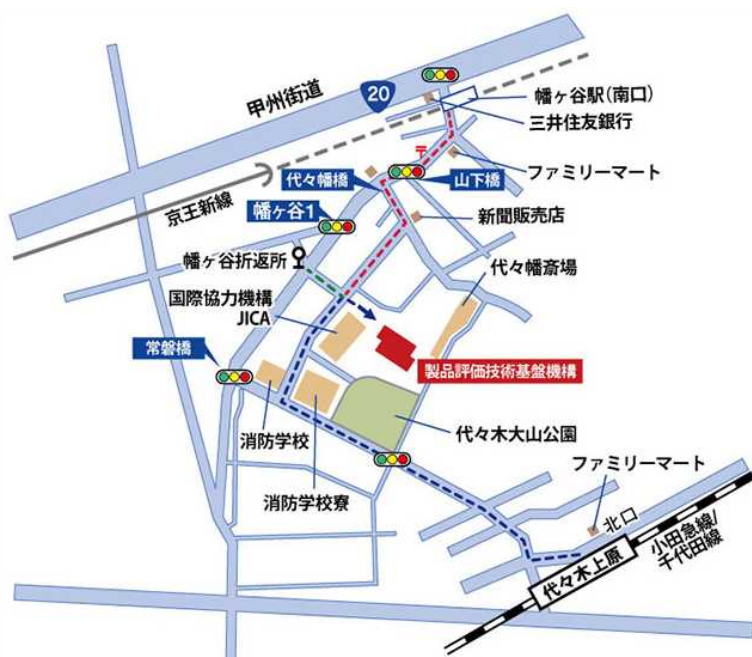 甲州街道
20
幡ヶ谷駅(南口)
三井住友銀行
〒
ファミリーマート
代々幡橋
山下橋
京王新線
幡ヶ谷1
新聞販売店
幡ヶ谷折返所
代々幡斎場
国際協力機構
JICA
常磐橋
製品評価技術基盤機構
消防学校
代々木大山公園
消防学校寮
ファミリーマート
北口
小田急線/
千代田線
代々木上原